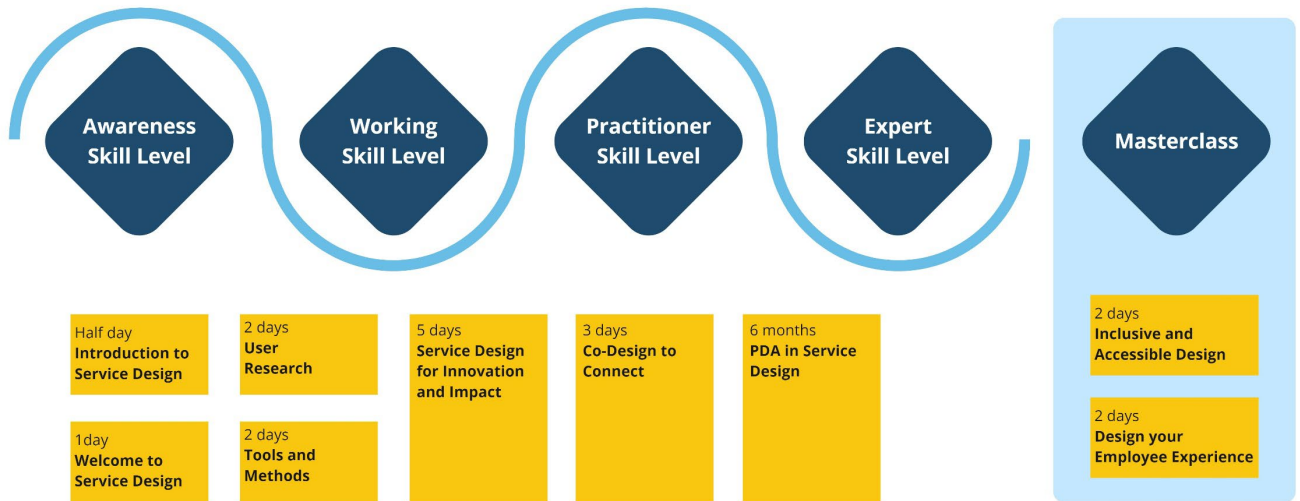 Awareness
Skill Level
Working
Skill Level
Practitioner
Skill Level
Expert
Skill Level
Masterclass
Half day
Introduction to
Service Design
1day
Welcome to
Service Design
2 days
User
Research
2 days
Tools and
Methods
5 days
Service Design
for Innovation
and Impact
3 days
Co-Design to
Connect
6 months
PDA in Service
Design
2 days
Inclusive and
Accessible Design
2 days
Design your
Employee Experience